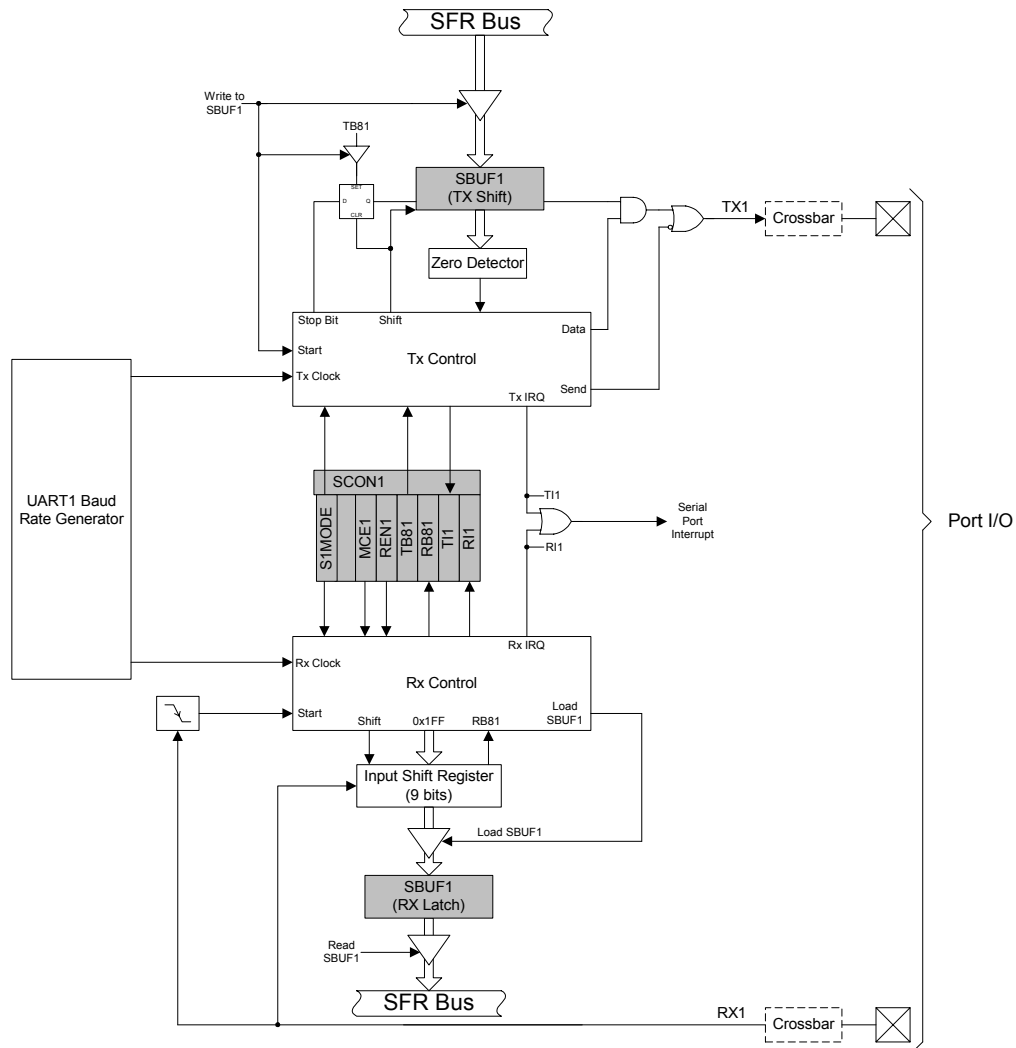 SFR Bus
Write to
SBUF1
TB81
SET
D
Q
CLR
SBUF1
(TX Shift)
TX1
Crossbar
Zero Detector
Stop Bit
Shift
Data
Start
Tx Control
Tx Clock
Send
Tx IRQ
UART1 Baud
Rate Generator
SCON1
S1MODE
MCE1
REN1
TB81
RB81
TI1
RI1
TI1
RI1
Serial
Port
Interrupt
Port I/O
Rx IRQ
Rx Clock
Rx Control
Start
Load
SBUF1
Shift
0x1FF
RB81
Input Shift Register
(9 bits)
Load SBUF1
SBUF1
(RX Latch)
Read
SBUF1
SFR Bus
RX1
Crossbar